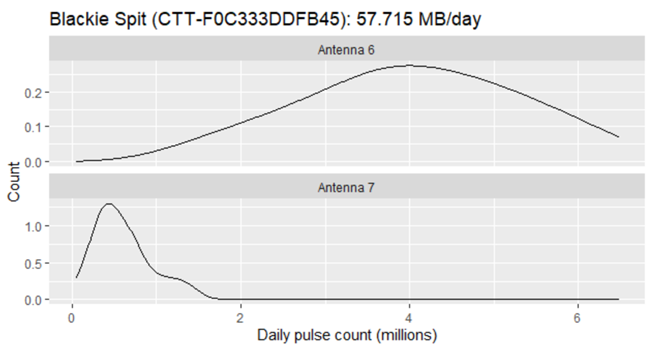 Blackie Spit (CTT-F0C333DDFB45): 57.715 MB/day
Antenna 6
0.2
0.1
0.0
Count
Antenna 7
1.0
0.5
0.0
0 2 4 6
Daily pulse count (millions)